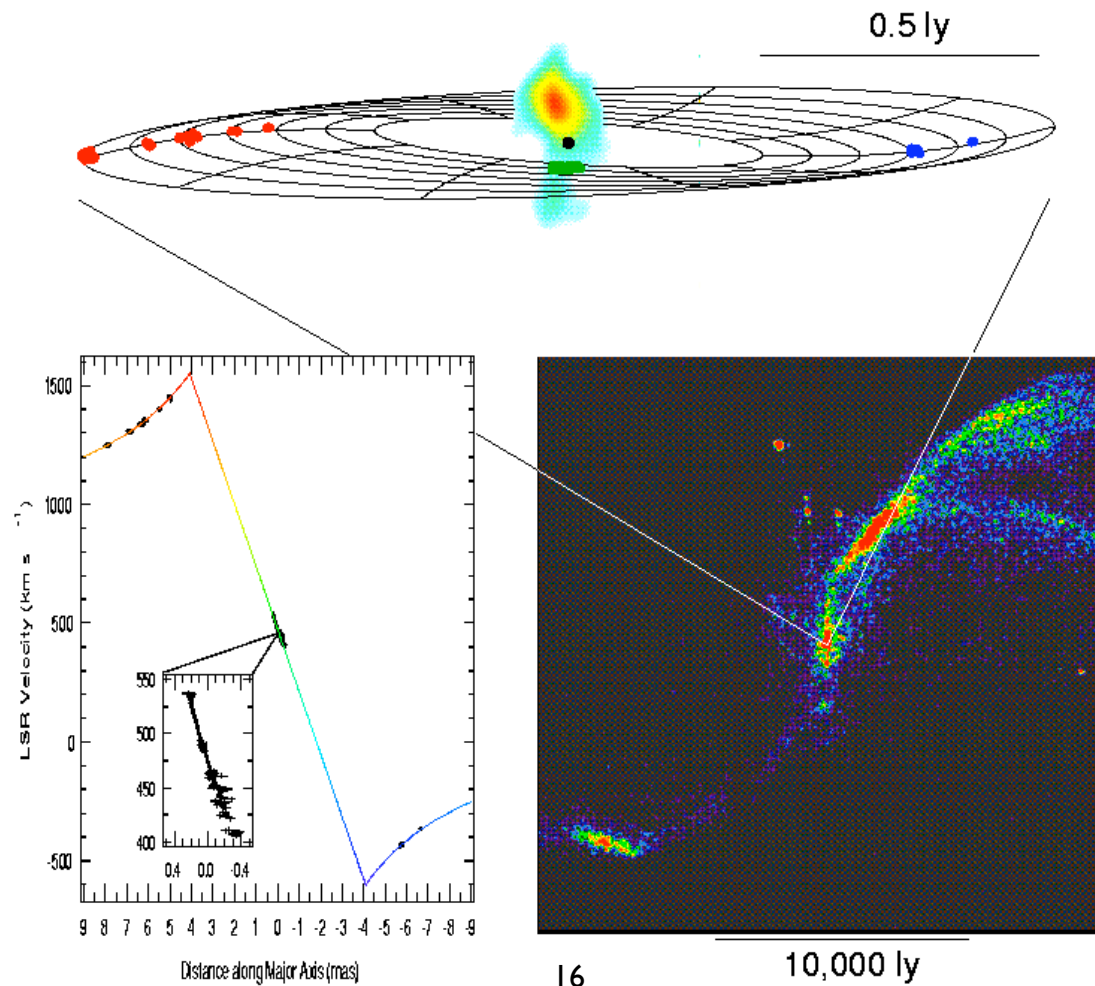 0.5 ly
LSR Velocity (km s⁻¹)
1500
1000
500
0
-500
550
500
450
400
0.4 0.0 -0.4
9 8 7 6 5 4 3 2 1 0 -1 -2 -3 -4 -5 -6 -7 -8 -9
Distance along Major Axis (mas)
16
10,000 ly